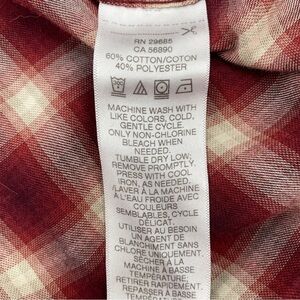 RN 29685
CA 56890
60% COTTON/COTON
40% POLYESTER
MACHINE WASH WITH
LIKE COLORS, COLD,
GENTLE CYCLE.
ONLY NON-CHLORINE
BLEACH WHEN
NEEDED.
TUMBLE DRY LOW;
REMOVE PROMPTLY.
PRESS WITH COOL
IRON, AS NEEDED.
/LAVER À LA MACHINE
À L'EAU FROIDE AVEC
COULEURS
SEMBLABLES, CYCLE
DÉLICAT.
UTILISER AU BESOIN
UN AGENT DE
BLANCHIMENT SANS
CHLORE UNIQUEMENT.
SÉCHER À LA
MACHINE À BASSE
TEMPÉRATURE;
RETIRER RAPIDEMENT.
REPASSER À BASSE
TEMPÉRATURE, SI